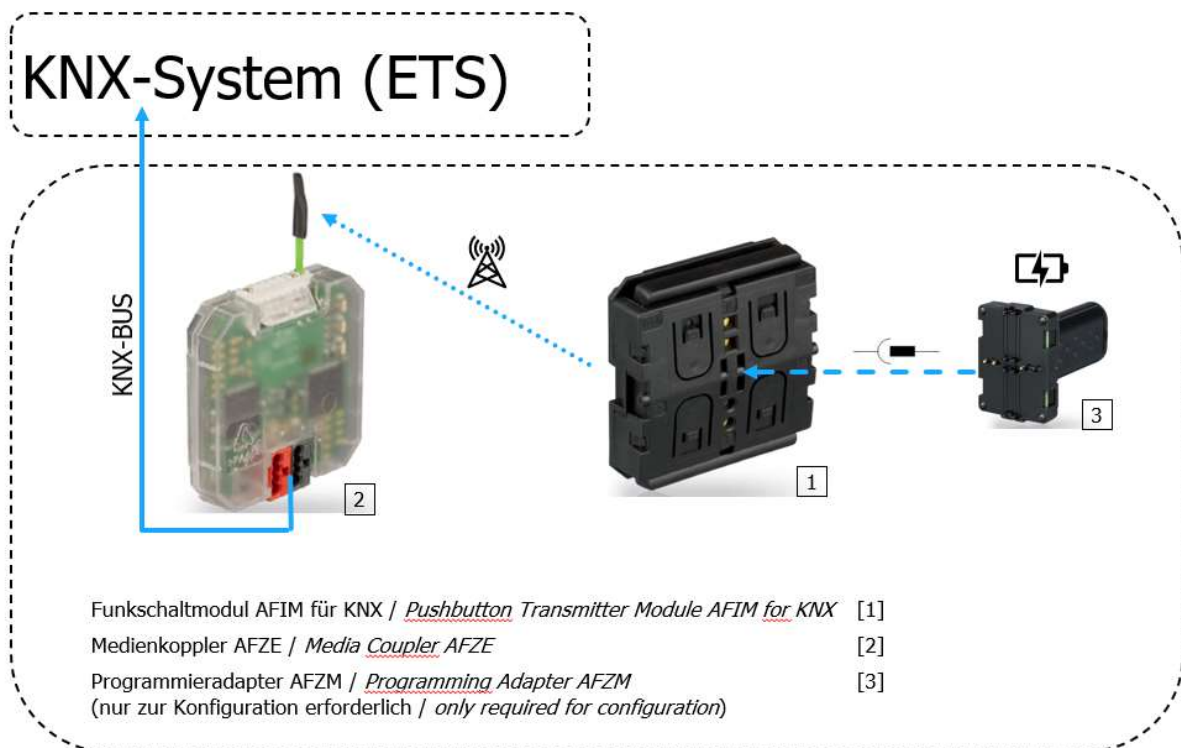 KNX-System (ETS)
KNX-BUS
2
1
3
Funkschaltmodul AFIM für KNX / Pushbutton Transmitter Module AFIM for KNX [1]
Medienkoppler AFZE / Media Coupler AFZE [2]
Programmieradapter AFZM / Programming Adapter AFZM [3]
(nur zur Konfiguration erforderlich / only required for configuration)